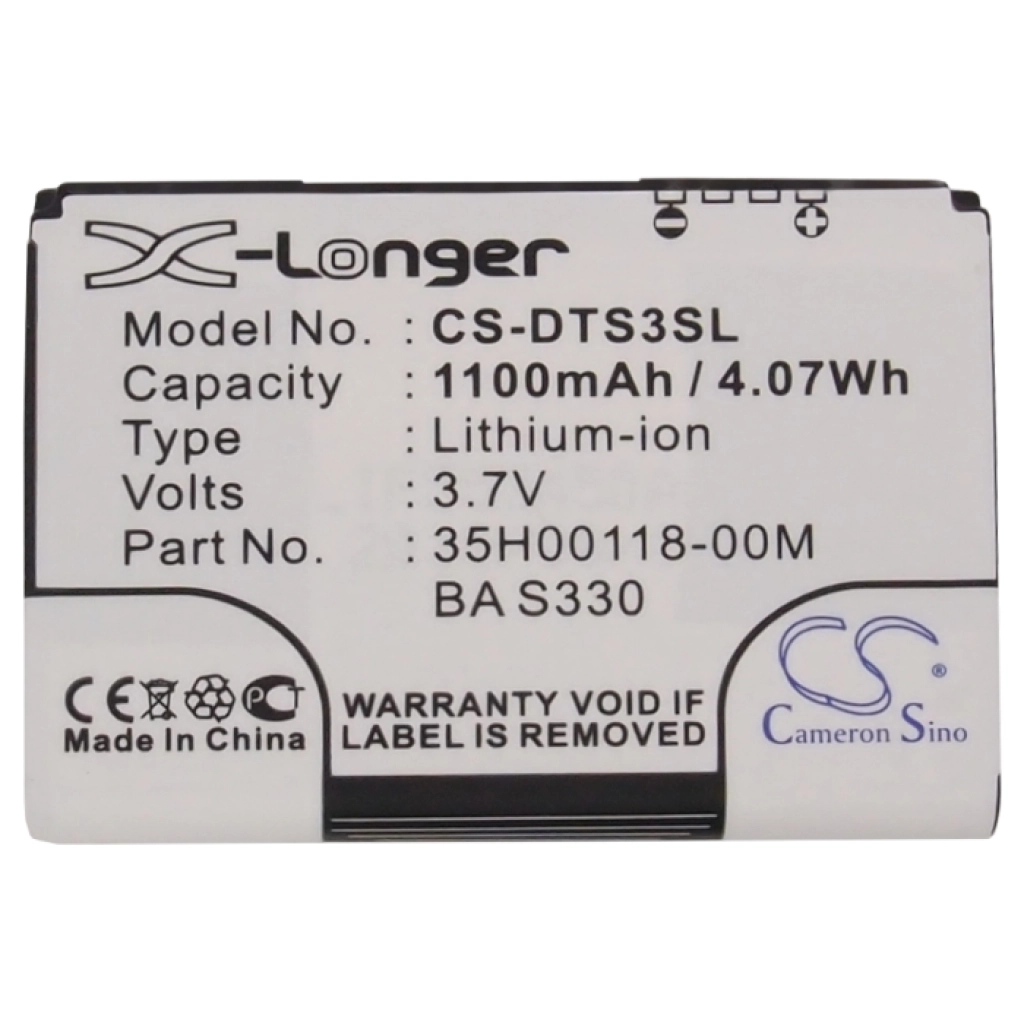 X-Longer
Model No. : CS-DTS3SL
Capacity : 1100mAh / 4.07Wh
Type : Lithium-ion
Volts : 3.7V
Part No. : 35H00118-00M
BA S330
CE PCT
Made In China
WARRANTY VOID IF
LABEL IS REMOVED
CS ®
Cameron Sino